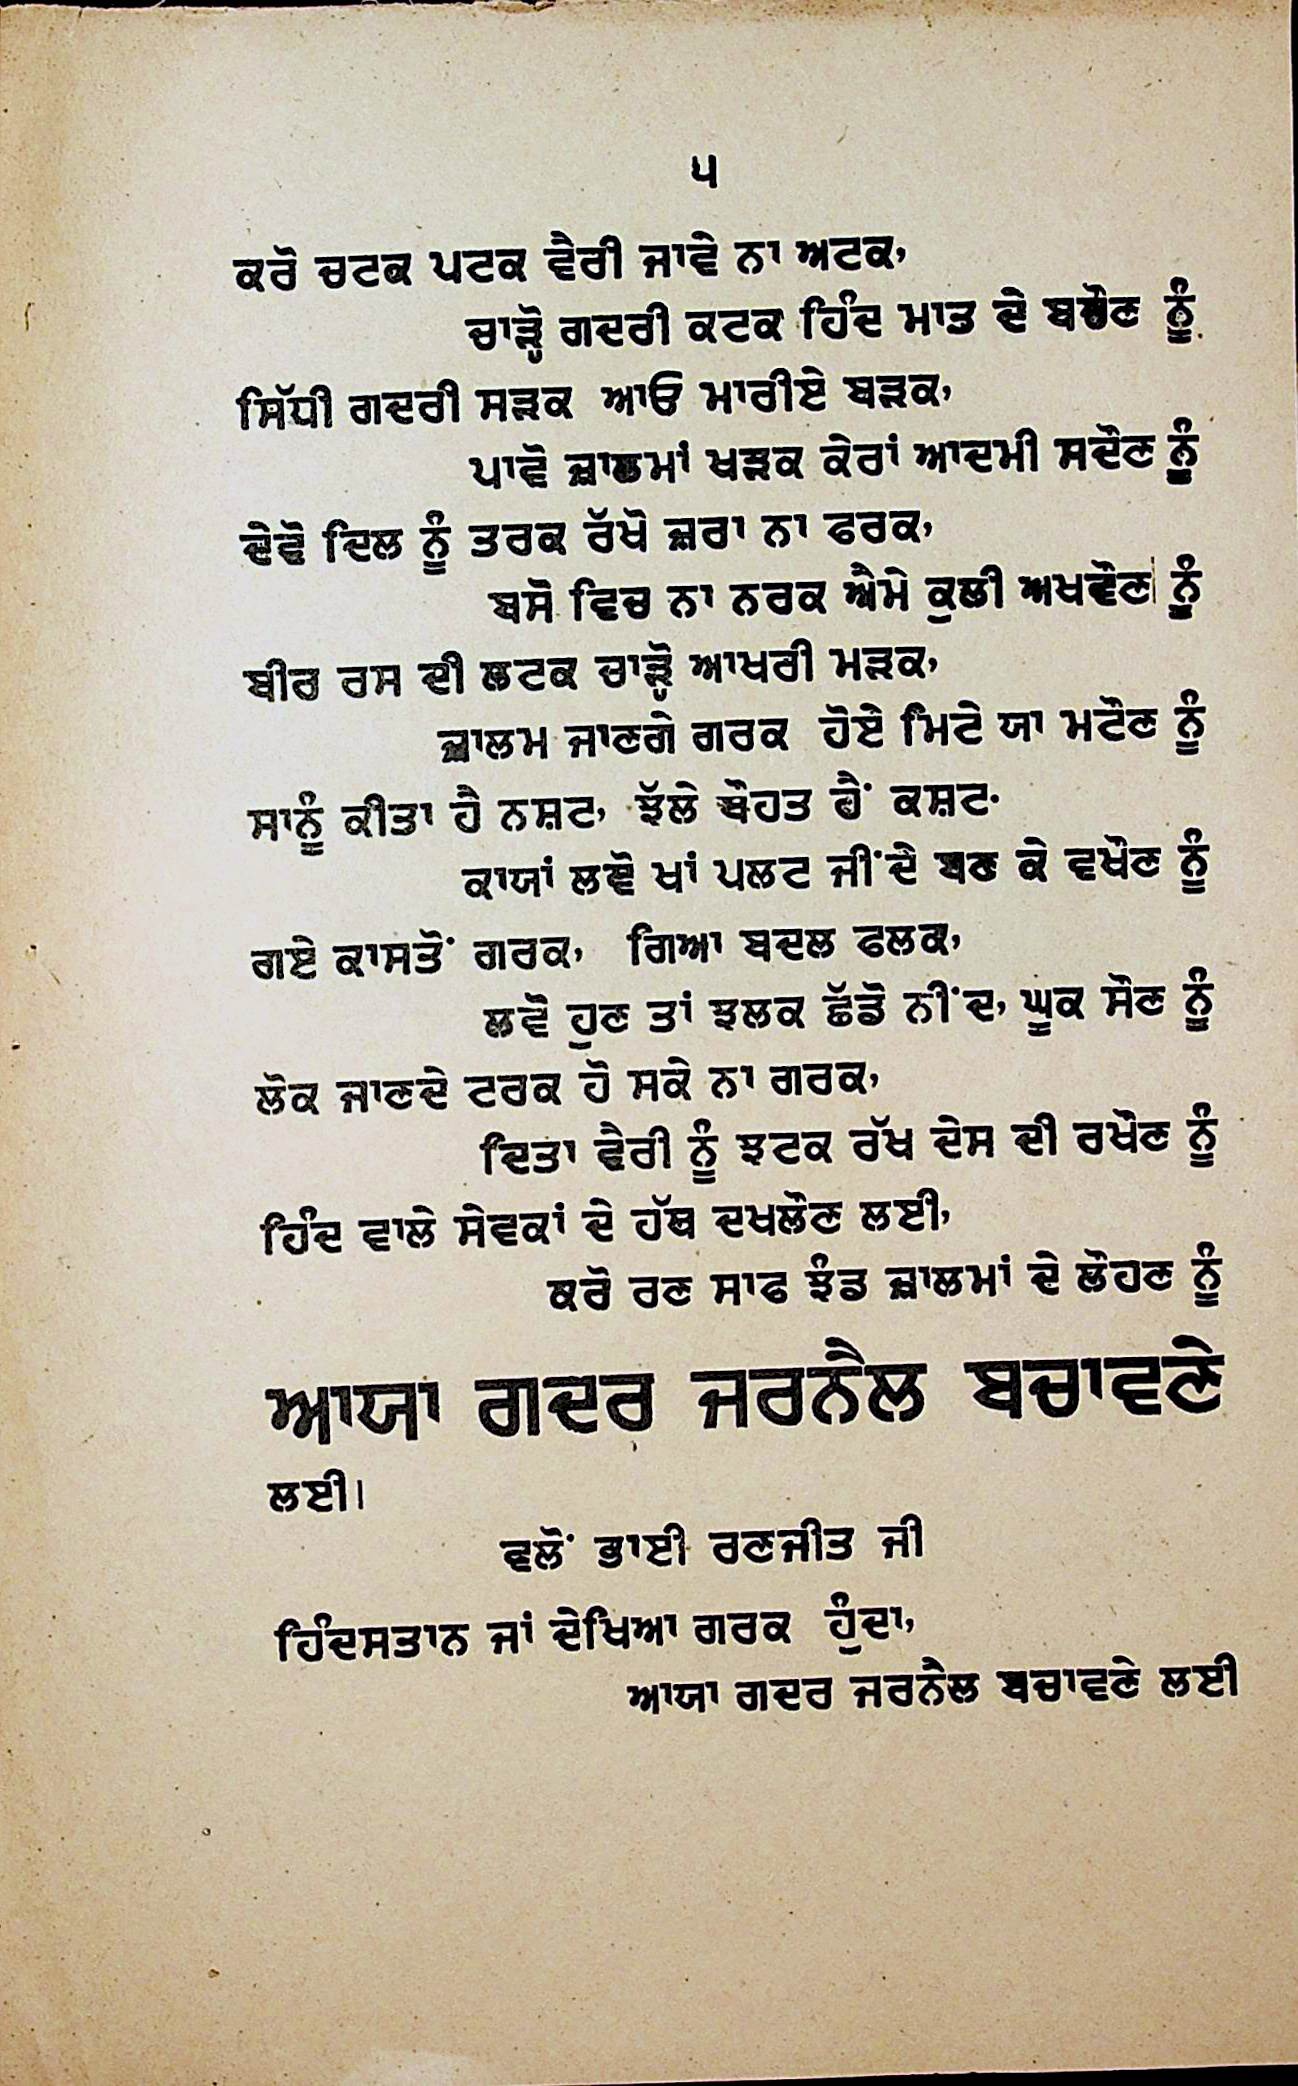 ੫
ਕਰੋ ਚਟਕ ਪਟਕ ਵੈਰੀ ਜਾਵੇ ਨਾ ਅਟਕ,
ਚਾੜ੍ਹੋ ਗਦਰੀ ਕਟਕ ਹਿੰਦ ਮਾਤ ਦੇ ਬਚੌਣ ਨੂੰ.
ਸਿੱਧੀ ਗਦਰੀ ਸੜਕ ਆਓ ਮਾਰੀਏ ਬੜਕ,
ਪਾਵੋ ਜ਼ਾਲਮਾਂ ਖੜਕ ਕੇਰਾਂ ਆਦਮੀ ਸਦੌਣ ਨੂੰ
ਦੇਵੋ ਦਿਲ ਨੂੰ ਤਰਕ ਰੱਖੋ ਜ਼ਰਾ ਨਾ ਫਰਕ,
ਬਸੋ ਵਿਚ ਨਾ ਨਰਕ ਐਮੇ ਕੁਲੀ ਅਖਵੌਣ ਨੂੰ
ਬੀਰ ਰਸ ਦੀ ਲਟਕ ਚਾੜ੍ਹੋ ਆਖਰੀ ਮੜਕ,
ਜ਼ਾਲਮ ਜਾਣਗੇ ਗਰਕ ਹੋਏ ਮਿਟੇ ਯਾ ਮਟੌਣ ਨੂੰ
ਸਾਨੂੰ ਕੀਤਾ ਹੈ ਨਸ਼ਟ, ਝੱਲੇ ਬੌਹਤ ਹੈਂ ਕਸ਼ਟ.
ਕਾਯਾਂ ਲਵੋ ਖਾਂ ਪਲਟ ਜੀਂਦੇ ਬਣ ਕੇ ਵਖੌਣ ਨੂੰ
ਗਏ ਕਾਸਤੋਂ ਗਰਕ, ਗਿਆ ਬਦਲ ਫਲਕ,
ਲਵੋ ਹੁਣ ਤਾਂ ਝਲਕ ਛੱਡੋ ਨੀਂਦ, ਘੂਕ ਸੌਣ ਨੂੰ
ਲੋਕ ਜਾਣਦੇ ਟਰਕ ਹੋ ਸਕੇ ਨਾ ਗਰਕ,
ਦਿਤਾ ਵੈਰੀ ਨੂੰ ਝਟਕ ਰੱਖ ਦੇਸ ਦੀ ਰਖੌਣ ਨੂੰ
ਹਿੰਦ ਵਾਲੇ ਸੇਵਕਾਂ ਦੇ ਹੱਥ ਦਖਲੌਣ ਲਈ,
ਕਰੋ ਰਣ ਸਾਫ ਝੰਡ ਜ਼ਾਲਮਾਂ ਦੇ ਲੌਹਣ ਨੂੰ
ਆਯਾ ਗਦਰ ਜਰਨੈਲ ਬਚਾਵਣੇ
ਲਈ।
ਵਲੋਂ ਭਾਈ ਰਣਜੀਤ ਜੀ
ਹਿੰਦਸਤਾਨ ਜਾਂ ਦੇਖਿਆ ਗਰਕ ਹੁੰਦਾ,
ਆਯਾ ਗਦਰ ਜਰਨੈਲ ਬਚਾਵਣੇ ਲਈ